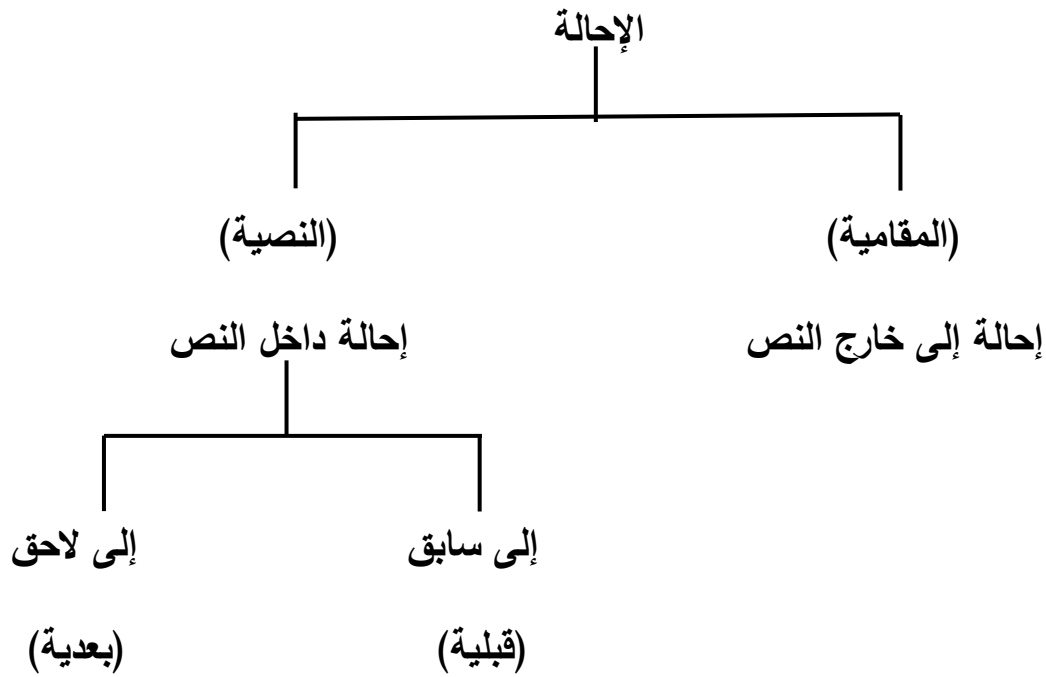 الإحالة
(المقامية)
(النصية)
إحالة إلى خارج النص
إحالة داخل النص
إلى سابق
إلى لاحق
(قبلية)
(بعدية)